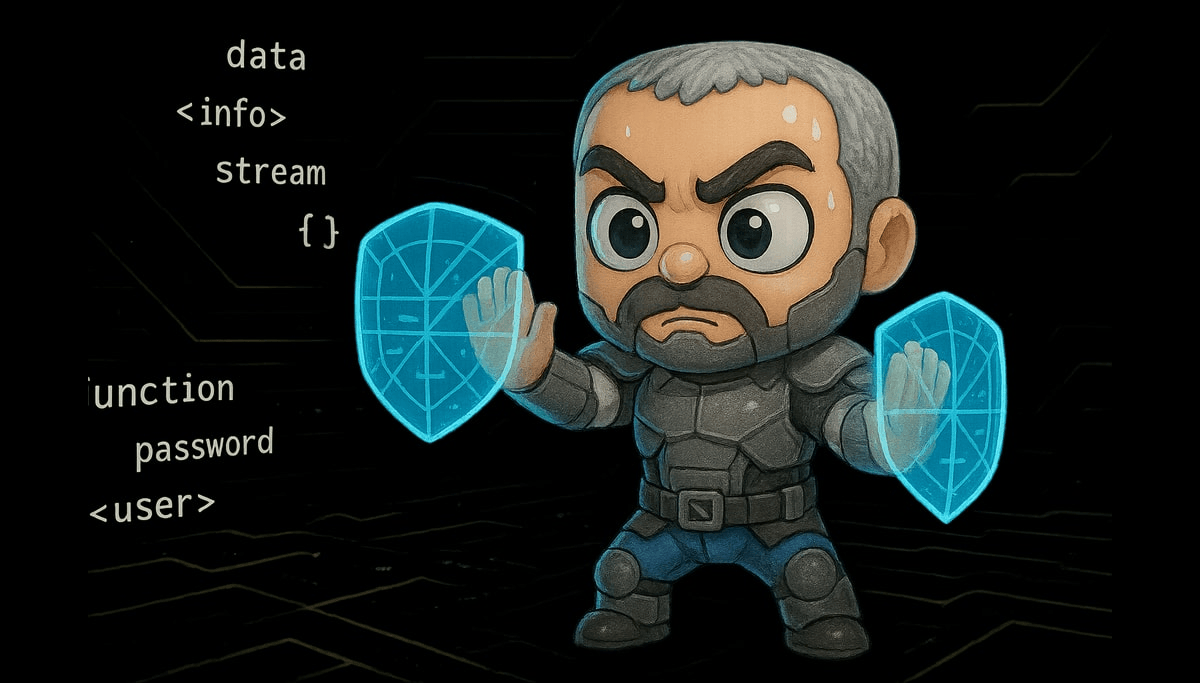 data
<info>
stream
{}
unction
password
<user>